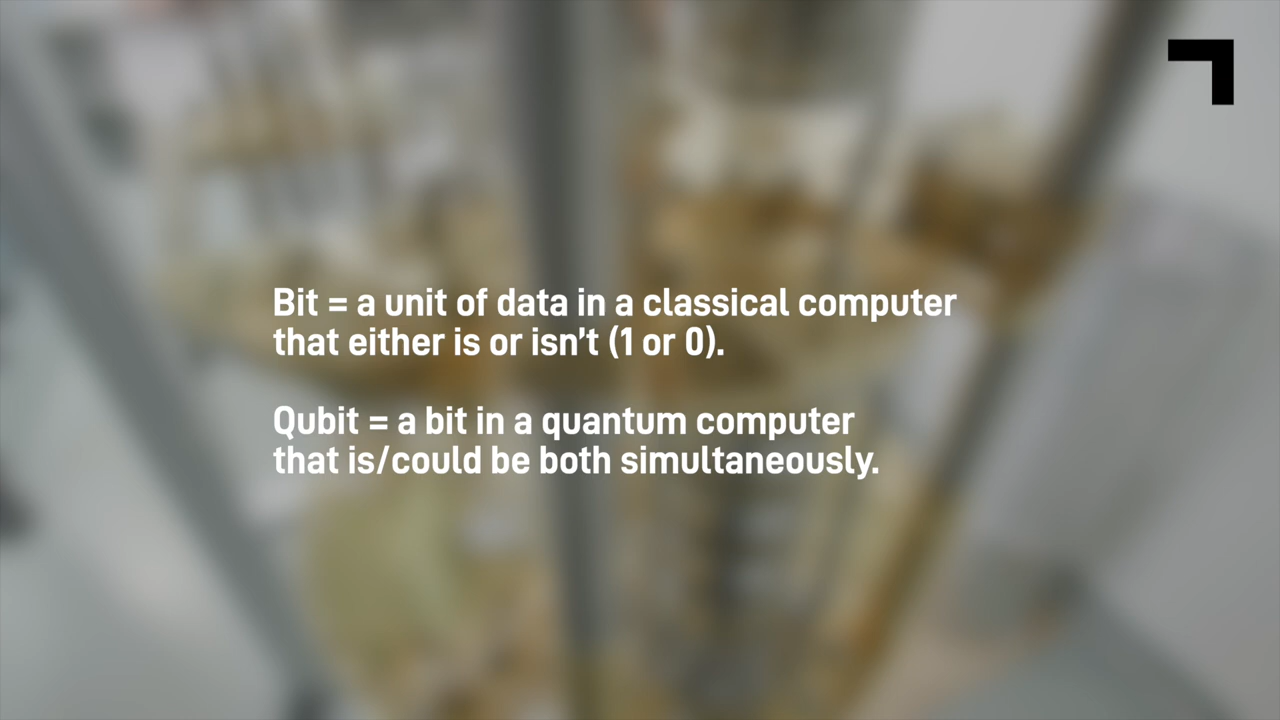 Bit = a unit of data in a classical computer
that either is or isn't (1 or 0).
Qubit = a bit in a quantum computer
that is/could be both simultaneously.